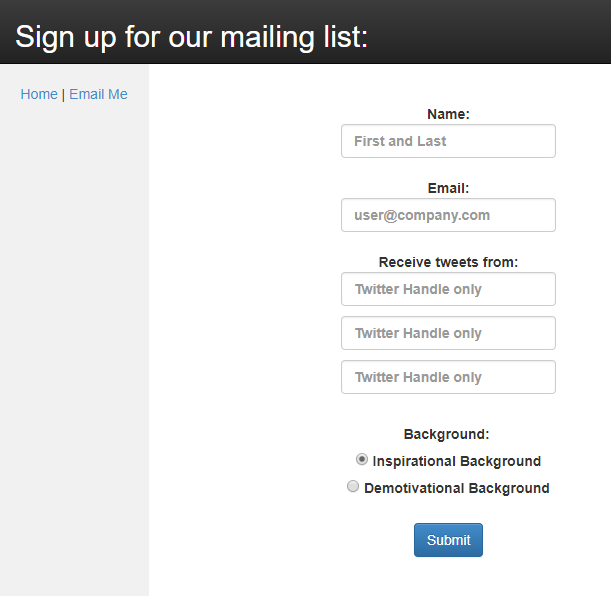 Sign up for our mailing list:
Home | Email Me
Name:
First and Last
Email:
user@company.com
Receive tweets from:
Twitter Handle only
Twitter Handle only
Twitter Handle only
Background:
Inspirational Background
Demotivational Background
Submit